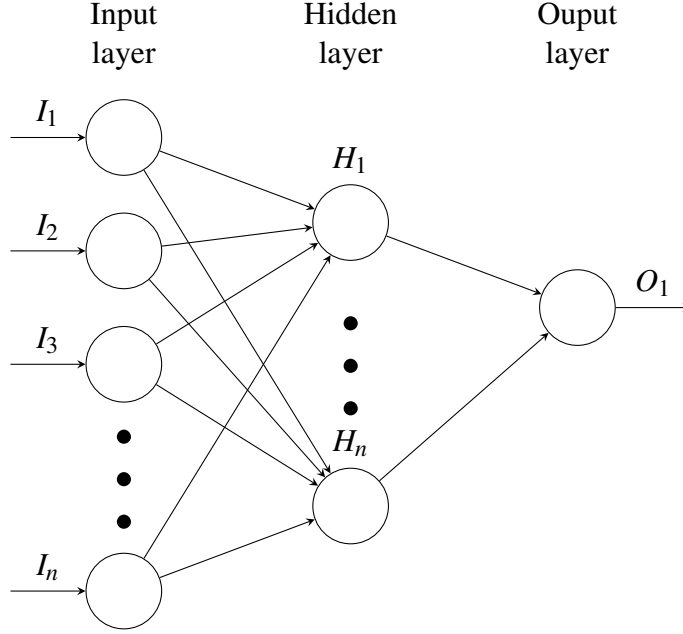 Input
layer
Hidden
layer
Ouput
layer
I₁
H₁
I₂
O₁
I₃
Hₙ
Iₙ